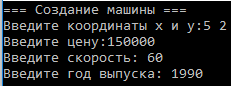 === Создание машины ===
Введите координаты x и y:5 2
Введите цену:150000
Введите скорость: 60
Введите год выпуска: 1990